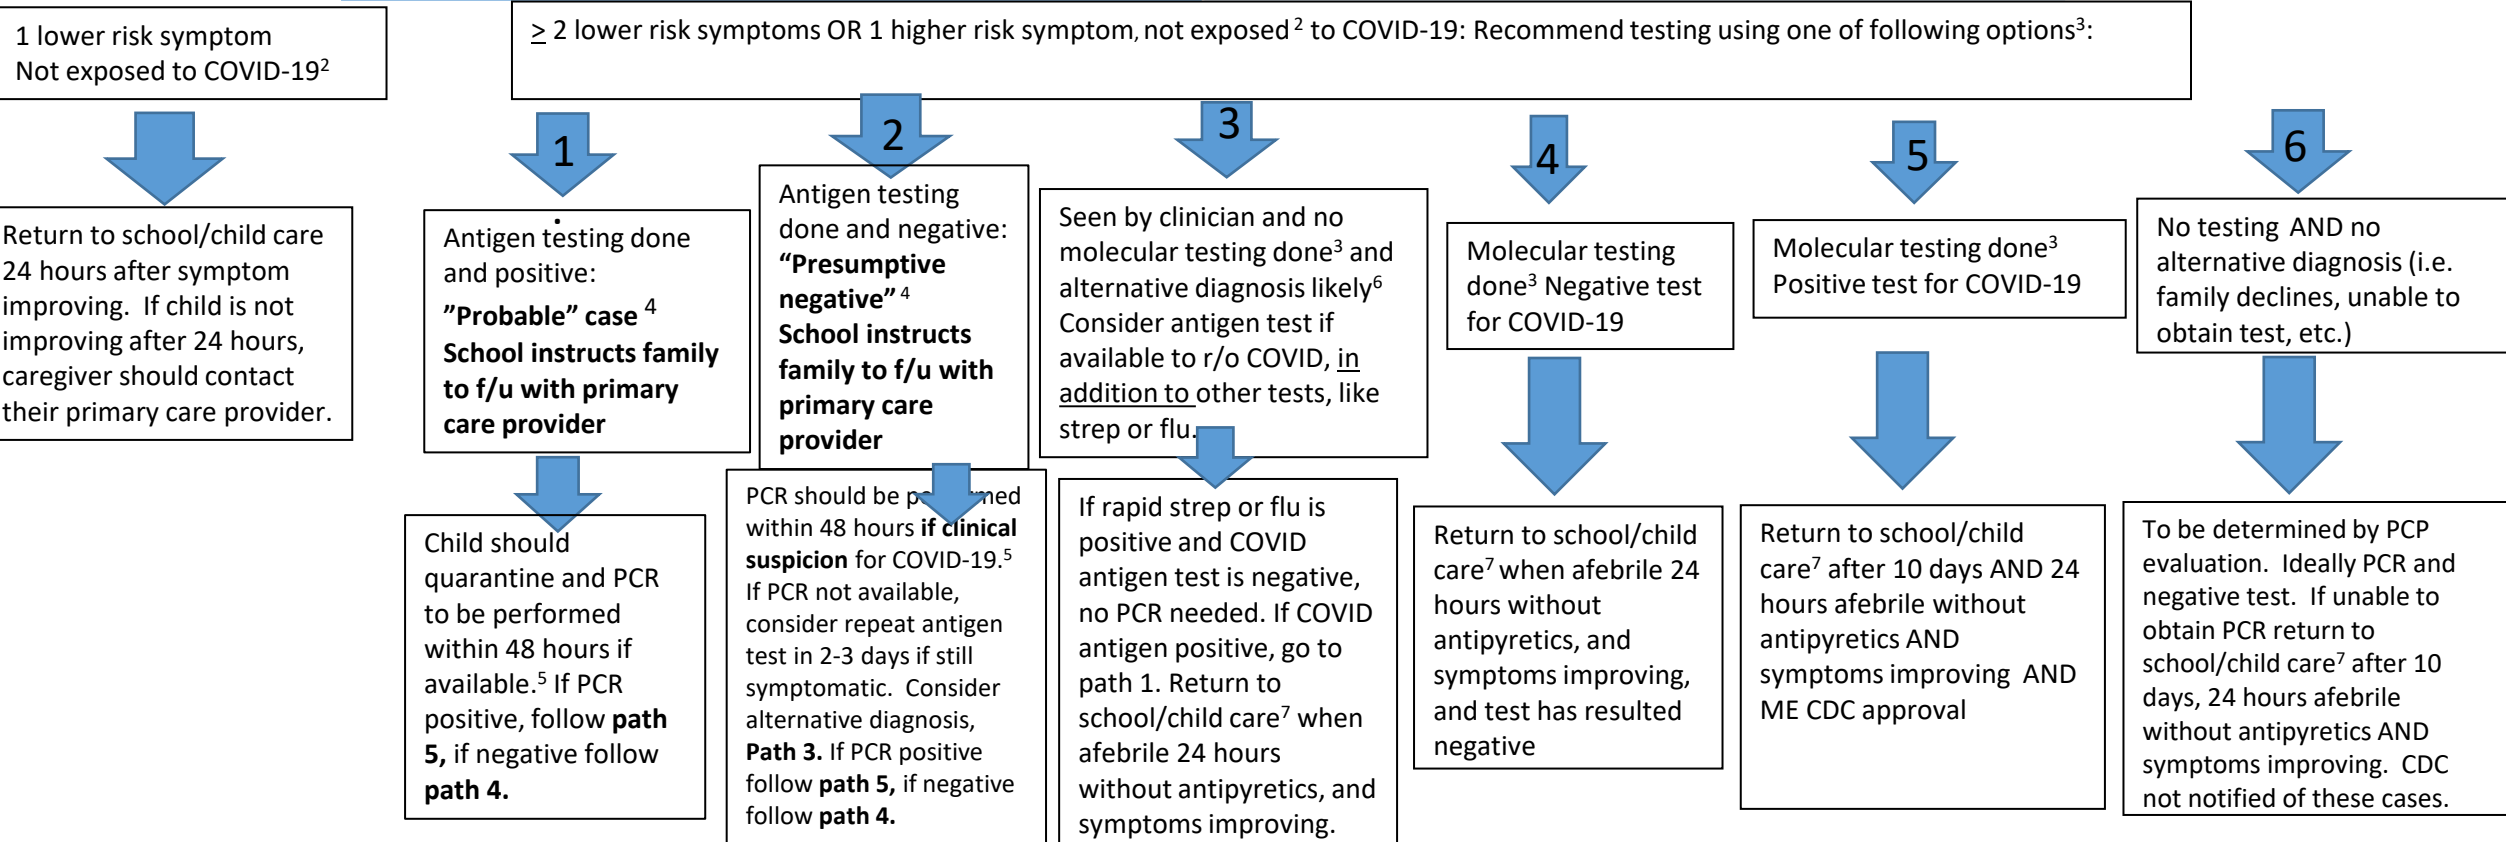 1 lower risk symptom
Not exposed to COVID-19²
≥ 2 lower risk symptoms OR 1 higher risk symptom, not exposed ² to COVID-19: Recommend testing using one of following options³:
Return to school/child care
24 hours after symptom
improving. If child is not
improving after 24 hours,
caregiver should contact
their primary care provider.
1
Antigen testing done
and positive:
”Probable” case ⁴
School instructs family
to f/u with primary
care provider
Child should
quarantine and PCR
to be performed
within 48 hours if
available.⁵ If PCR
positive, follow path
5, if negative follow
path 4.
2
Antigen testing
done and negative:
“Presumptive
negative” ⁴
School instructs
family to f/u with
primary care
provider
PCR should be performed
within 48 hours if clinical
suspicion for COVID-19.⁵
If PCR not available,
consider repeat antigen
test in 2-3 days if still
symptomatic. Consider
alternative diagnosis,
Path 3. If PCR positive
follow path 5, if negative
follow path 4.
3
Seen by clinician and no
molecular testing done³ and
alternative diagnosis likely⁶
Consider antigen test if
available to r/o COVID, in
addition to other tests, like
strep or flu.
If rapid strep or flu is
positive and COVID
antigen test is negative,
no PCR needed. If COVID
antigen positive, go to
path 1. Return to
school/child care⁷ when
afebrile 24 hours
without antipyretics, and
symptoms improving.
4
Molecular testing
done³ Negative test
for COVID-19
Return to school/child
care⁷ when afebrile 24
hours without
antipyretics, and
symptoms improving,
and test has resulted
negative
5
Molecular testing done³
Positive test for COVID-19
Return to school/child
care⁷ after 10 days AND 24
hours afebrile without
antipyretics AND
symptoms improving AND
ME CDC approval
6
No testing AND no
alternative diagnosis (i.e.
family declines, unable to
obtain test, etc.)
To be determined by PCP
evaluation. Ideally PCR and
negative test. If unable to
obtain PCR return to
school/child care⁷ after 10
days, 24 hours afebrile
without antipyretics AND
symptoms improving. CDC
not notified of these cases.